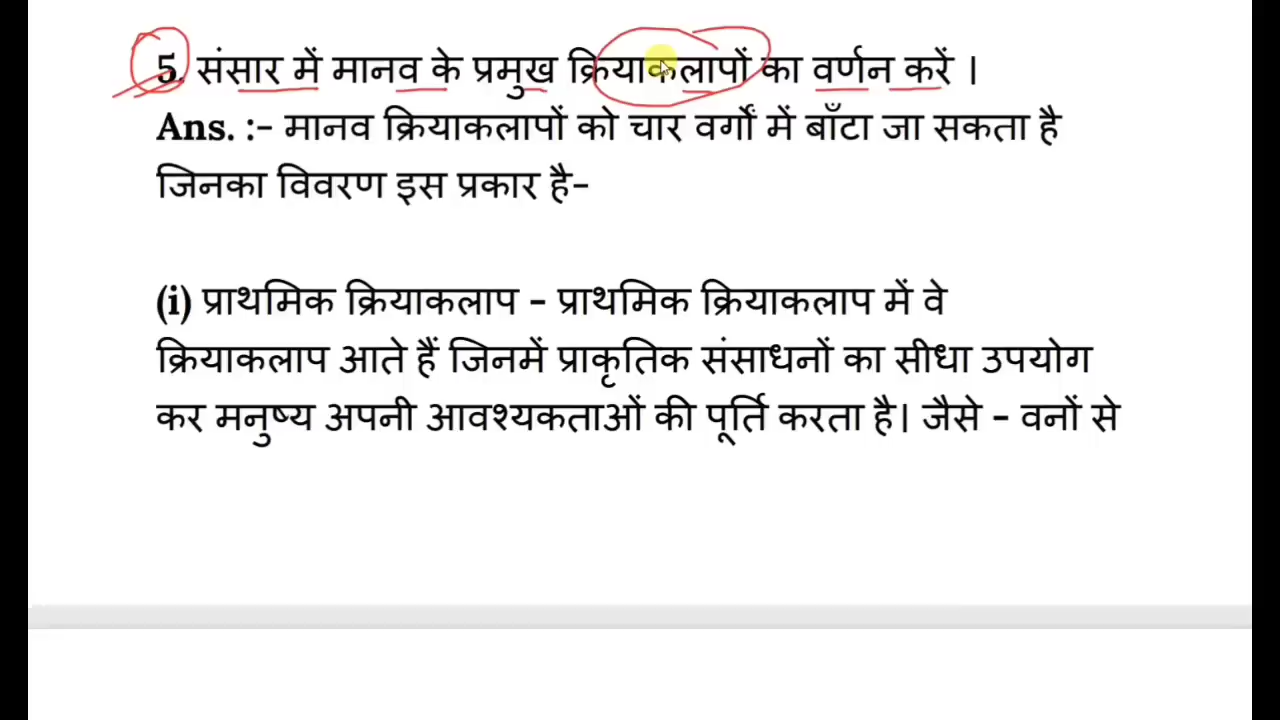 5. संसार में मानव के प्रमुख क्रियाकलापों का वर्णन करें ।
Ans. :- मानव क्रियाकलापों को चार वर्गों में बाँटा जा सकता है
जिनका विवरण इस प्रकार है-
(i) प्राथमिक क्रियाकलाप - प्राथमिक क्रियाकलाप में वे
क्रियाकलाप आते हैं जिनमें प्राकृतिक संसाधनों का सीधा उपयोग
कर मनुष्य अपनी आवश्यकताओं की पूर्ति करता है। जैसे - वनों से